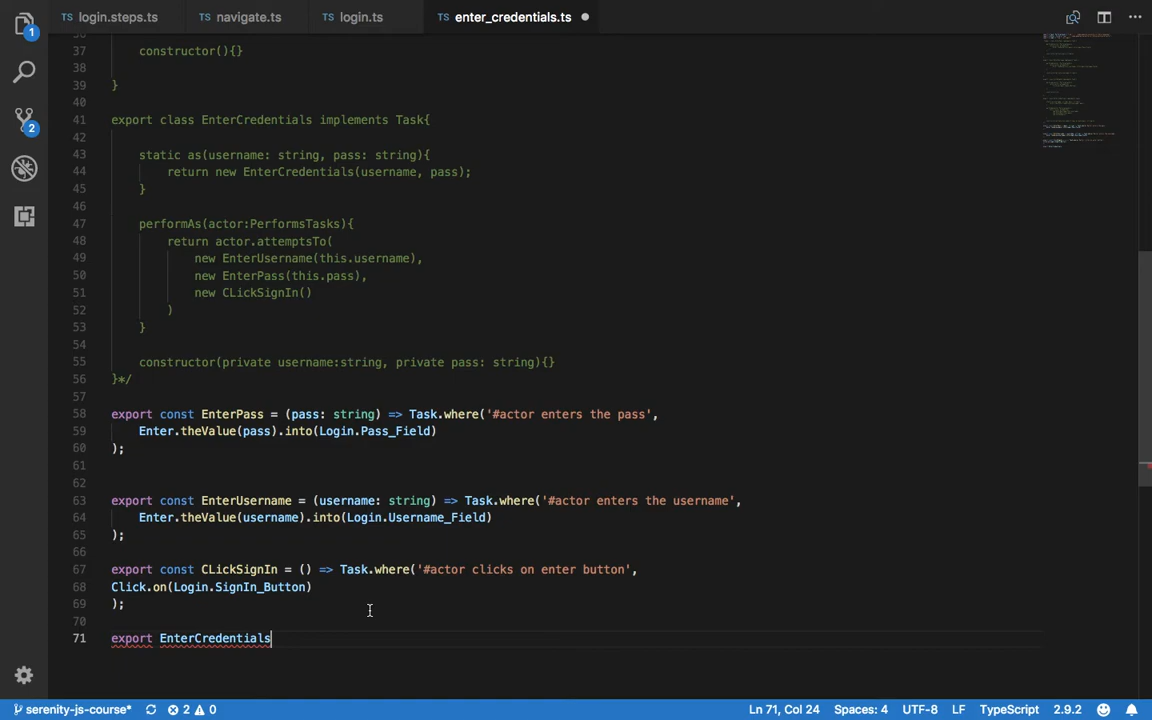 1
2
TS login.steps.ts TS navigate.ts TS login.ts TS enter_credentials.ts
37 constructor(){}
38
39 }
40
41 export class EnterCredentials implements Task{
42
43 static as(username: string, pass: string){
44 return new EnterCredentials(username, pass);
45 }
46
47 performAs(actor:PerformsTasks){
48 return actor.attemptsTo(
49 new EnterUsername(this.username),
50 new EnterPass(this.pass),
51 new CLickSignIn()
52 )
53 }
54
55 constructor(private username:string, private pass: string){}
56 }*/
57
58 export const EnterPass = (pass: string) => Task.where('#actor enters the pass',
59 Enter.theValue(pass).into(Login.Pass_Field)
60 );
61
62
63 export const EnterUsername = (username: string) => Task.where('#actor enters the username',
64 Enter.theValue(username).into(Login.Username_Field)
65 );
66
67 export const CLickSignIn = () => Task.where('#actor clicks on enter button',
68 Click.on(Login.SignIn_Button)
69 );
70
71 export EnterCredentials
serenity-js-course* 2 0 Ln 71, Col 24 Spaces: 4 UTF-8 LF TypeScript 2.9.2